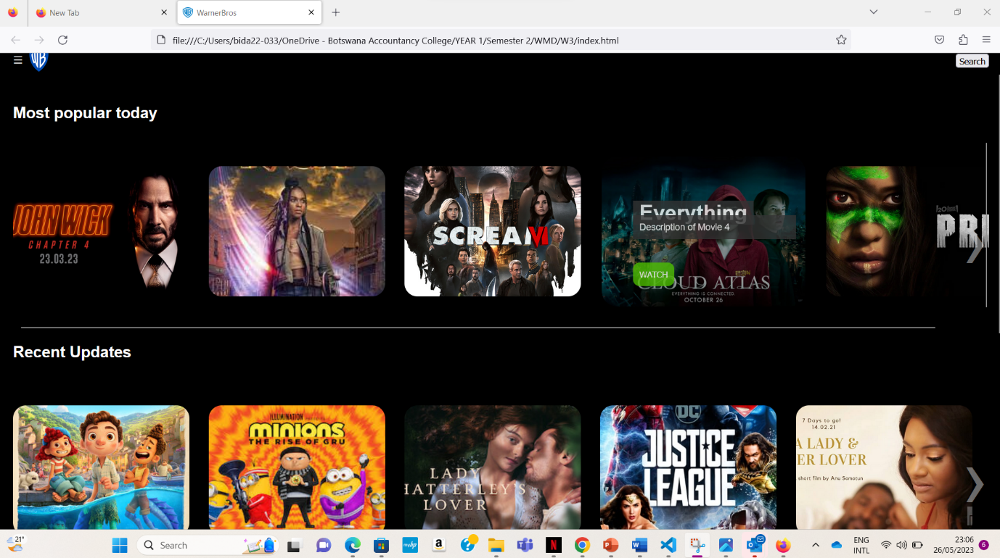 New Tab
WarnerBros
file:///C:/Users/bida22-033/OneDrive - Botswana Accountancy College/YEAR 1/Semester 2/WMD/W3/index.html
WB
Search
Most popular today
JOHN WICK
CHAPTER 4
23.03.23
SCREAM VI
Everything
Description of Movie 4
WATCH
CLOUD ATLAS
EVERYTHING IS CONNECTED.
OCTOBER 26
PRE
Recent Updates
ILLUMINATION PRESENTS
MINIONS
THE RISE OF GRU
LADY
HATTERLEY'S
LOVER
DC
JUSTICE
LEAGUE
7 Days to go!
14.02.21
A LADY &
ER LOVER
short film by Anu Somotun
21°
Search
myhp
a
N
P
W
ENG
INTL
23:06
26/05/2023
6